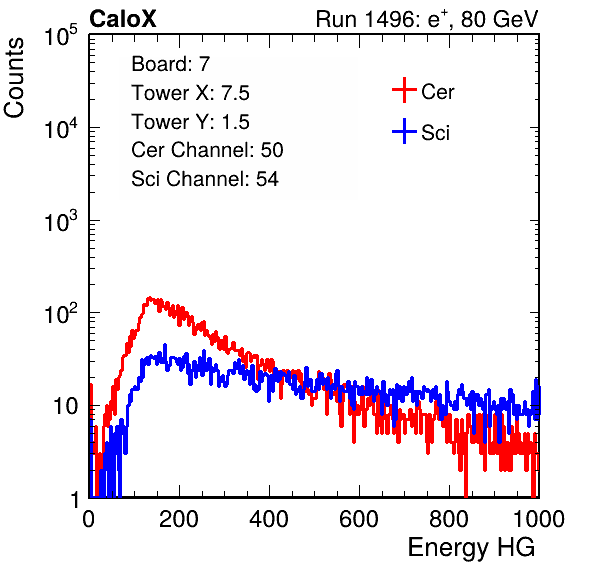 CaloX Run 1496: e⁺, 80 GeV
Counts
10⁵
10⁴
10³
10²
10
1
Board: 7
Tower X: 7.5
Tower Y: 1.5
Cer Channel: 50
Sci Channel: 54
Cer
Sci
0 200 400 600 800 1000
Energy HG